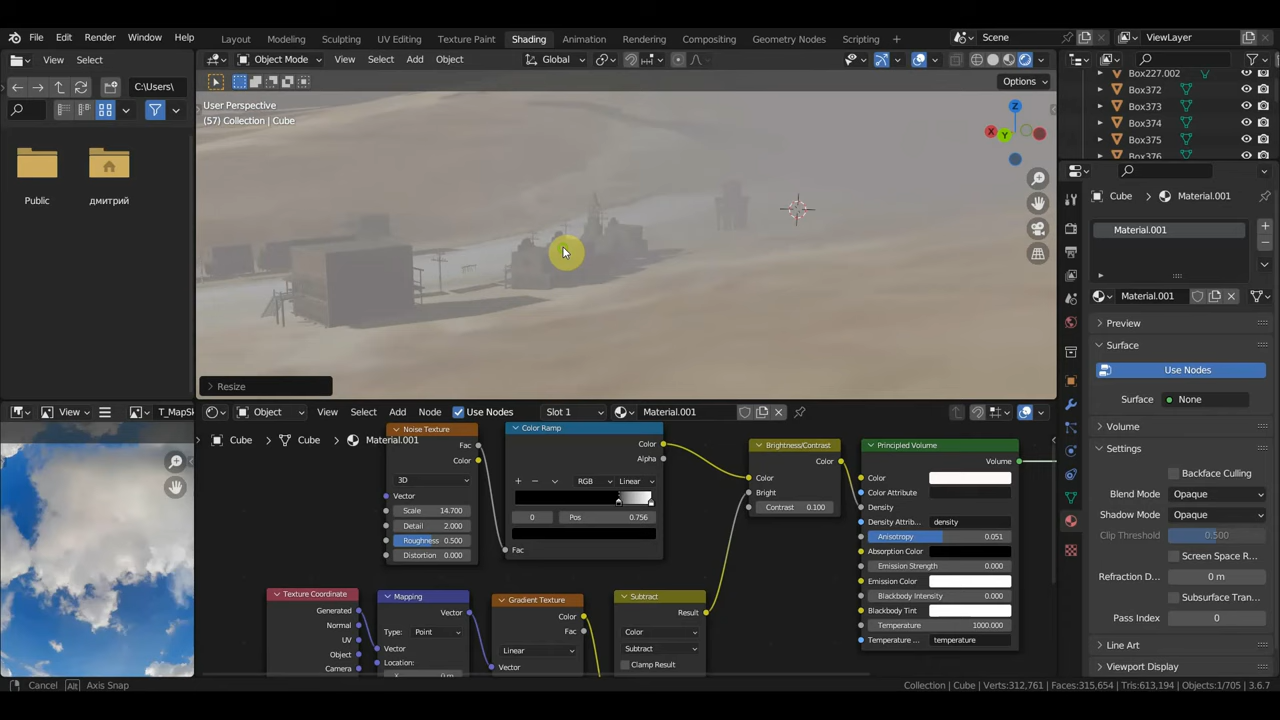 File Edit Render Window Help
Layout Modeling Sculpting UV Editing Texture Paint Shading Animation Rendering Compositing Geometry Nodes Scripting +
Scene ViewLayer
View Select
Object Mode View Select Add Object Global
C:\Users\
Options
Public
дмитрий
User Perspective
(57) Collection | Cube
Z
X
Y
Resize
Box227.002
Box372
Box373
Box374
Box375
Box376
Cube Material.001
Material.001
Material.001
Preview
Surface
Use Nodes
Surface None
Volume
Settings
Backface Culling
Blend Mode Opaque
Shadow Mode Opaque
Clip Threshold 0.500
Screen Space R...
Refraction D... 0 m
Subsurface Tran...
Pass Index 0
Line Art
Viewport Display
View T_MapSk
Object View Select Add Node Use Nodes Slot 1 Material.001
Cube Cube Material.001
Noise Texture
Fac
Color
3D
Vector
Scale 14.700
Detail 2.000
Roughness 0.500
Distortion 0.000
Color Ramp
Color
Alpha
RGB Linear
0 Pos 0.756
Fac
Brightness/Contrast
Color
Color
Bright
Contrast 0.100
Principled Volume
Volume
Color
Color Attribute
Density
Density Attrib... density
Anisotropy 0.051
Absorption Color
Emission Strength 0.000
Emission Color
Blackbody Intensity 0.000
Blackbody Tint
Temperature 1000.000
Temperature ... temperature
Texture Coordinate
Generated
Normal
UV
Object
Camera
Mapping
Vector
Type: Point
Vector
Location:
Gradient Texture
Color
Fac
Linear
Vector
Subtract
Result
Color
Subtract
Clamp Result
Cancel Alt Axis Snap
Collection | Cube | Verts:312,761 | Faces:315,654 | Tris:613,194 | Objects:1/705 | 3.6.7